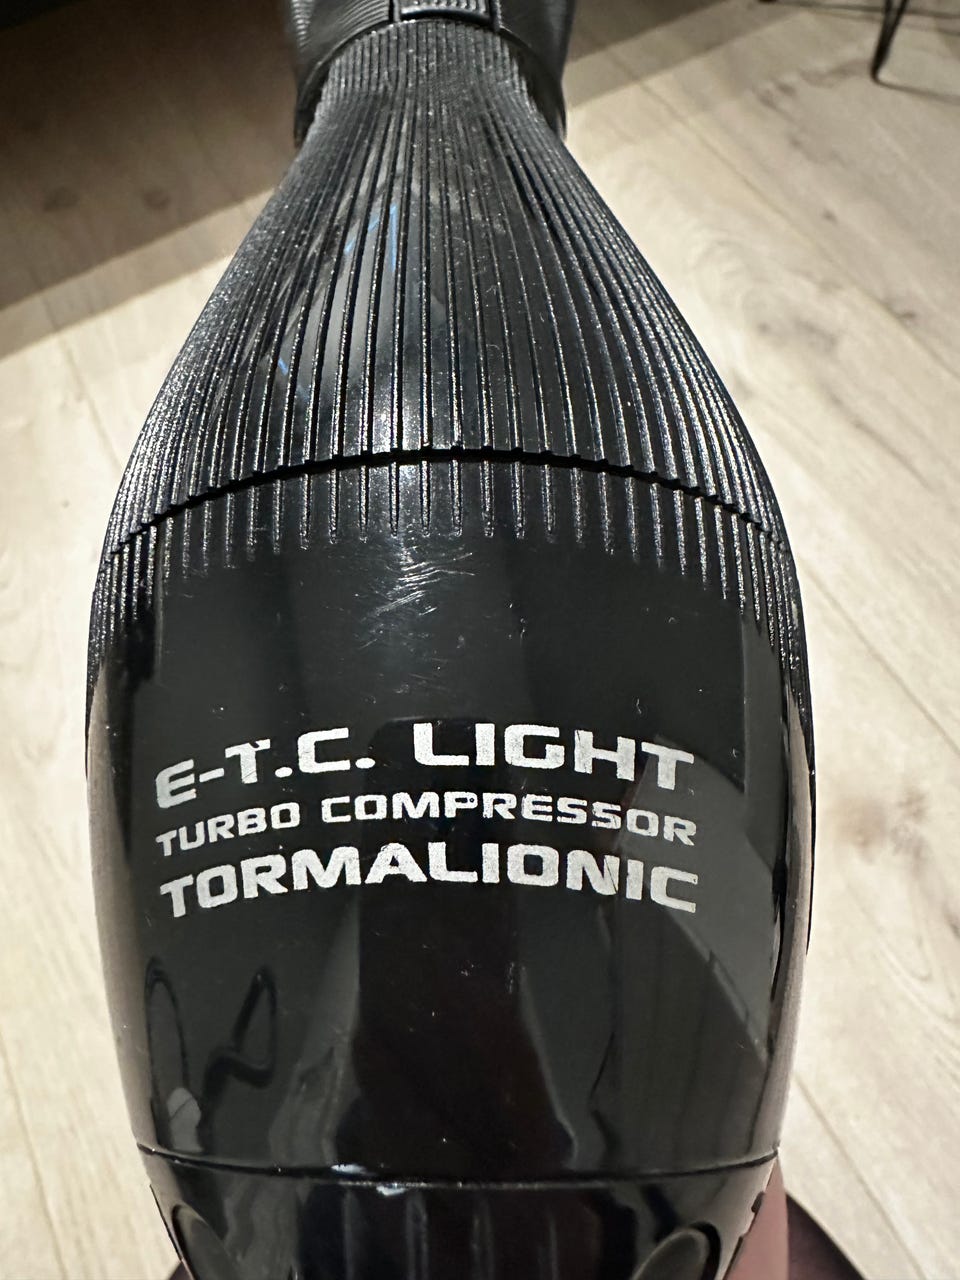 E-T.C. LIGHT
TURBO COMPRESSOR
TORMALIONIC